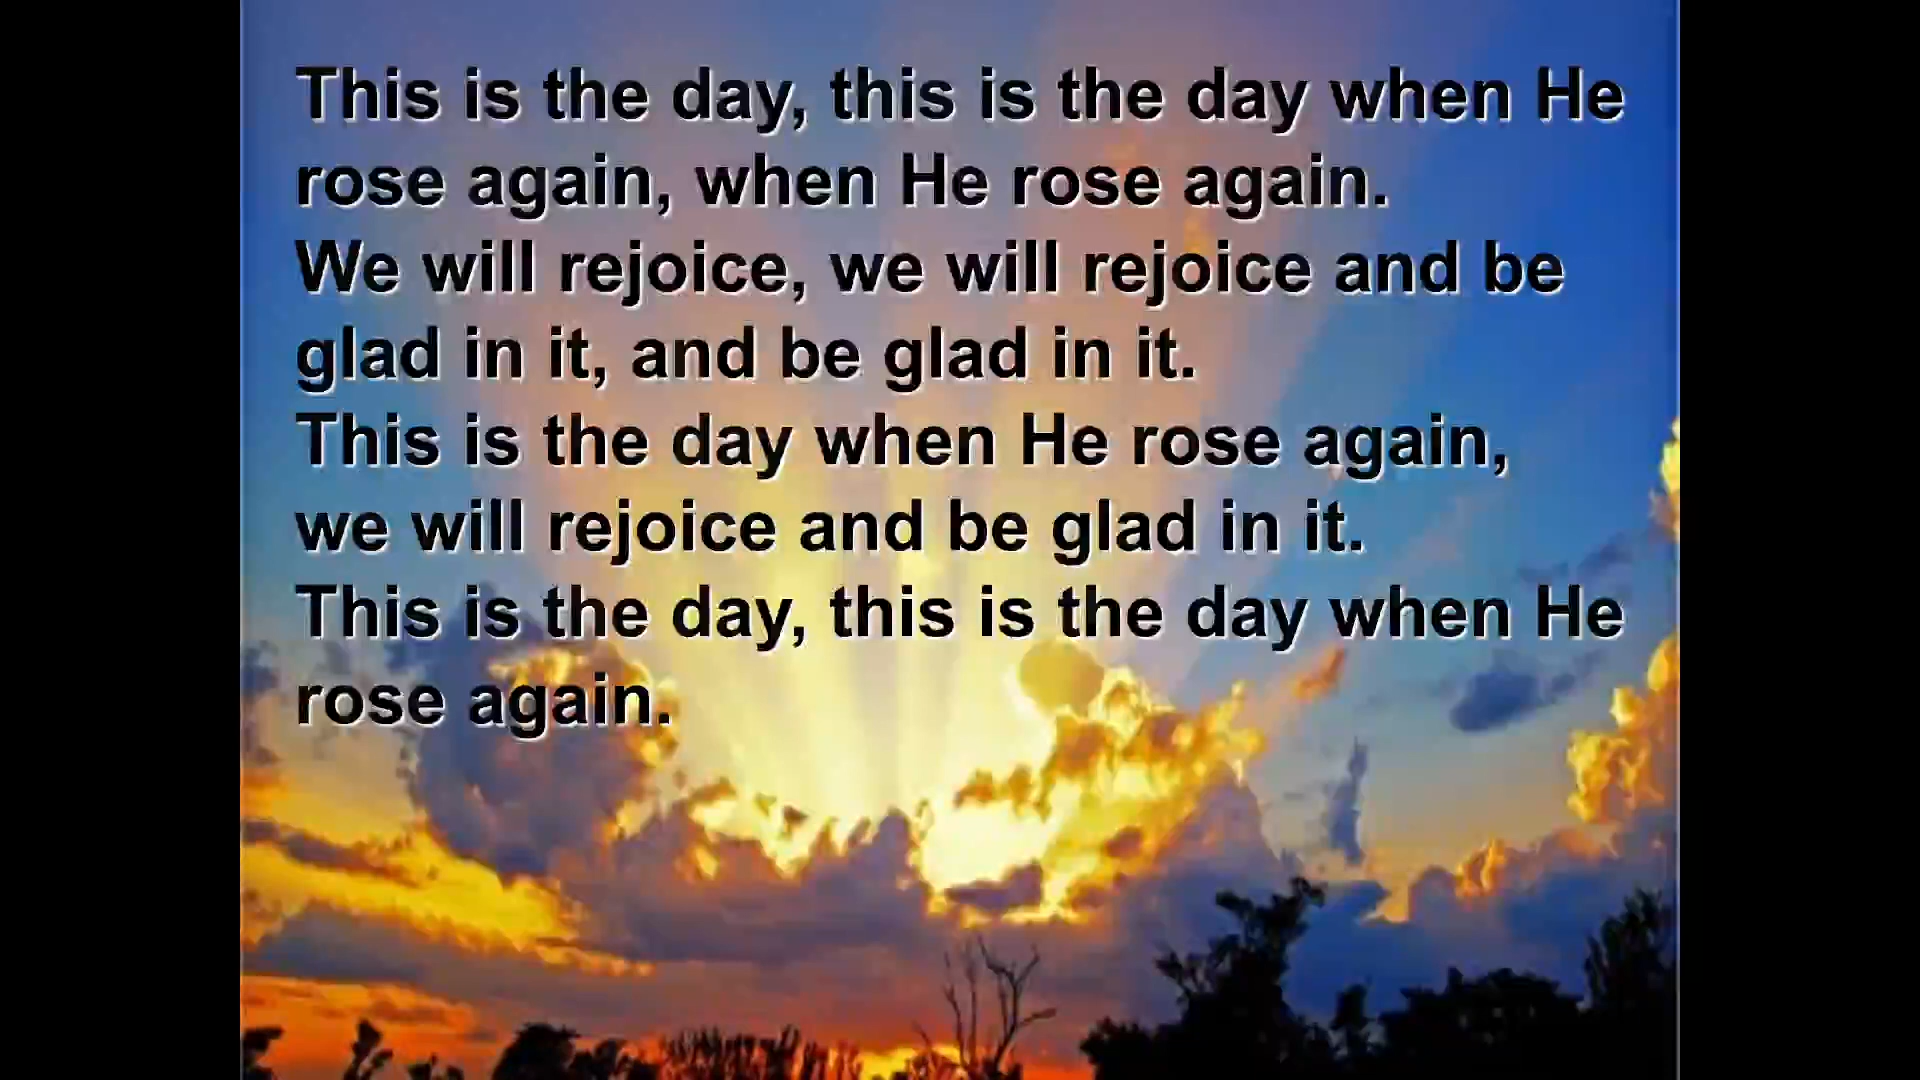 This is the day, this is the day when He
rose again, when He rose again.
We will rejoice, we will rejoice and be
glad in it, and be glad in it.
This is the day when He rose again,
we will rejoice and be glad in it.
This is the day, this is the day when He
rose again.